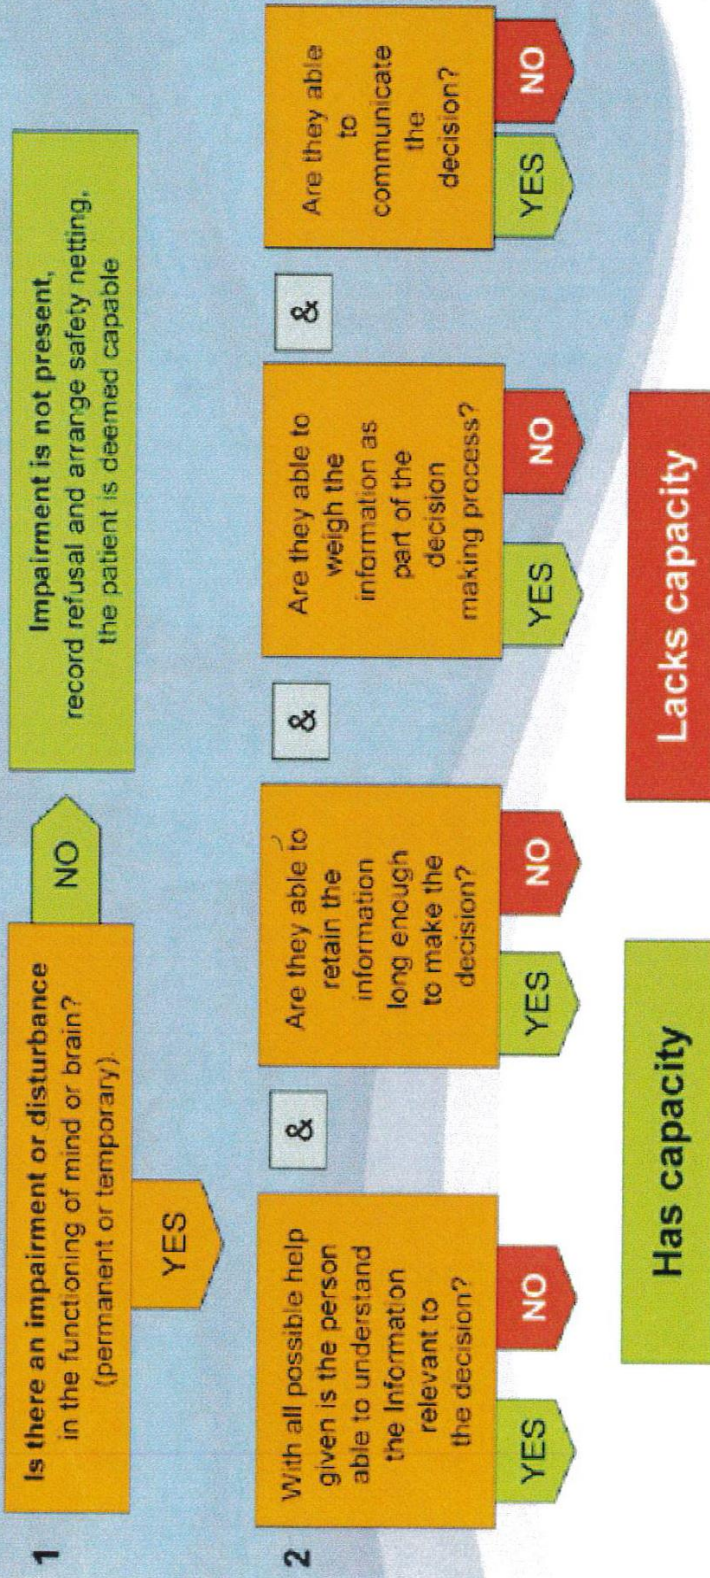 1
Is there an impairment or disturbance
in the functioning of mind or brain?
(permanent or temporary)
NO
Impairment is not present,
record refusal and arrange safety netting,
the patient is deemed capable
YES
2
With all possible help
given is the person
able to understand
the Information
relevant to
the decision?
YES
NO
&
Are they able to
retain the
information
long enough
to make the
decision?
YES
NO
&
Are they able to
weigh the
information as
part of the
decision
making process?
YES
NO
&
Are they able
to
communicate
the
decision?
YES
NO
Has capacity
Lacks capacity